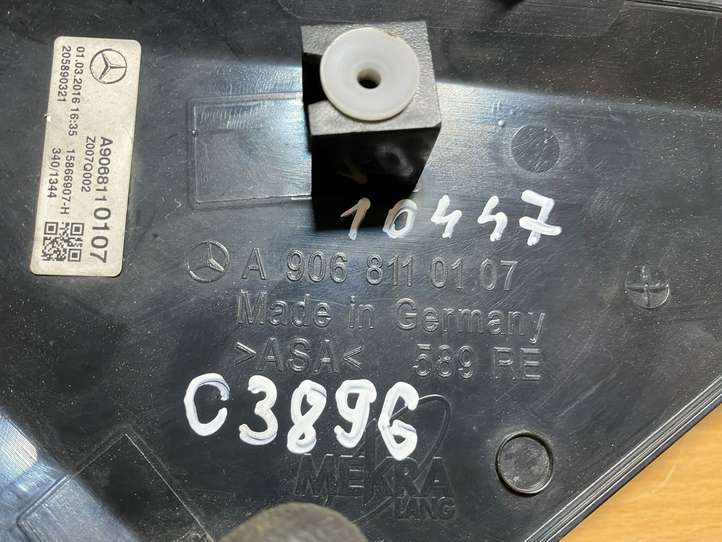 A9068110107
Z007Q002
01.03.2016 16:35 15866907-H
205890321 340/1344
10447
A 906 811 01 07
Made in Germany
>ASA< 589 RE
C3896
MEKRA
LANG